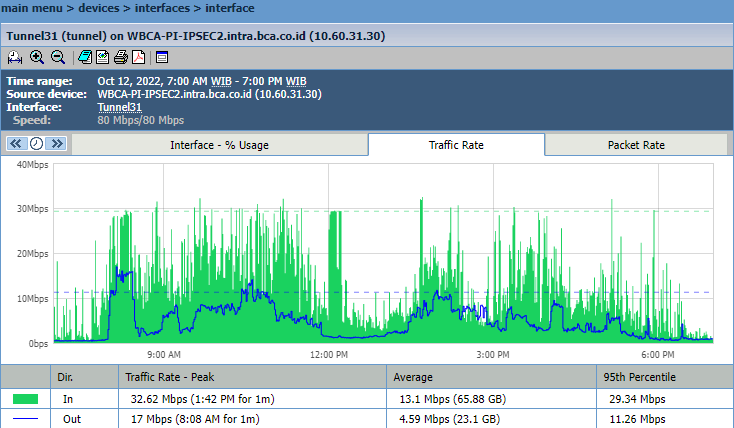 main menu > devices > interfaces > interface
Tunnel31 (tunnel) on WBCA-PI-IPSEC2.intra.bca.co.id (10.60.31.30)
Time range: Oct 12, 2022, 7:00 AM WIB - 7:00 PM WIB
Source device: WBCA-PI-IPSEC2.intra.bca.co.id (10.60.31.30)
Interface: Tunnel31
Speed: 80 Mbps/80 Mbps
Interface - % Usage Traffic Rate Packet Rate
40Mbps
30Mbps
20Mbps
10Mbps
0bps
9:00 AM 12:00 PM 3:00 PM 6:00 PM
Dir. Traffic Rate - Peak Average 95th Percentile
In 32.62 Mbps (1:42 PM for 1m) 13.1 Mbps (65.88 GB) 29.34 Mbps
Out 17 Mbps (8:08 AM for 1m) 4.59 Mbps (23.1 GB) 11.26 Mbps